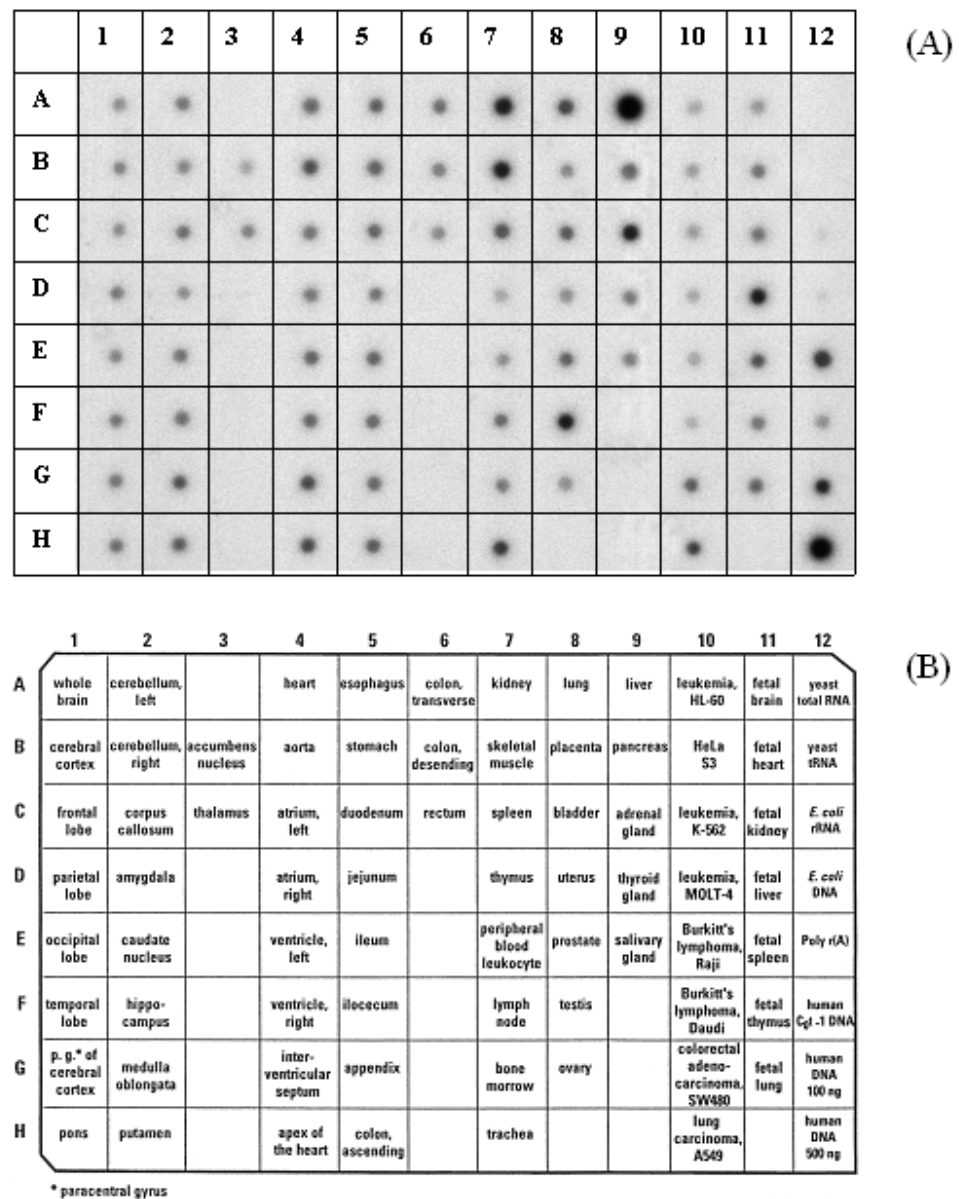 1 2 3 4 5 6 7 8 9 10 11 12
(A)
A
B
C
D
E
F
G
H
(B)
1 2 3 4 5 6 7 8 9 10 11 12
A whole brain cerebellum, left heart esophagus colon, transverse kidney lung liver leukemia, HL-60 fetal brain yeast total RNA
B cerebral cortex cerebellum, right accumbens nucleus aorta stomach colon, desending skeletal muscle placenta pancreas HeLa S3 fetal heart yeast tRNA
C frontal lobe corpus callosum thalamus atrium, left duodenum rectum spleen bladder adrenal gland leukemia, K-562 fetal kidney E. coli rRNA
D parietal lobe amygdala atrium, right jejunum thymus uterus thyroid gland leukemia, MOLT-4 fetal liver E. coli DNA
E occipital lobe caudate nucleus ventricle, left ileum peripheral blood leukocyte prostate salivary gland Burkitt's lymphoma, Raji fetal spleen Poly r(A)
F temporal lobe hippo- campus ventricle, right ilocecum lymph node testis Burkitt's lymphoma, Daudi fetal thymus human C₀t -1 DNA
G p. g.* of cerebral cortex medulla oblongata inter- ventricular septum appendix bone morrow ovary colorectal adeno- carcinoma, SW480 fetal lung human DNA 100 ng
H pons putamen apex of the heart colon, ascending trachea lung carcinoma, A549 human DNA 500 ng
* paracentral gyrus